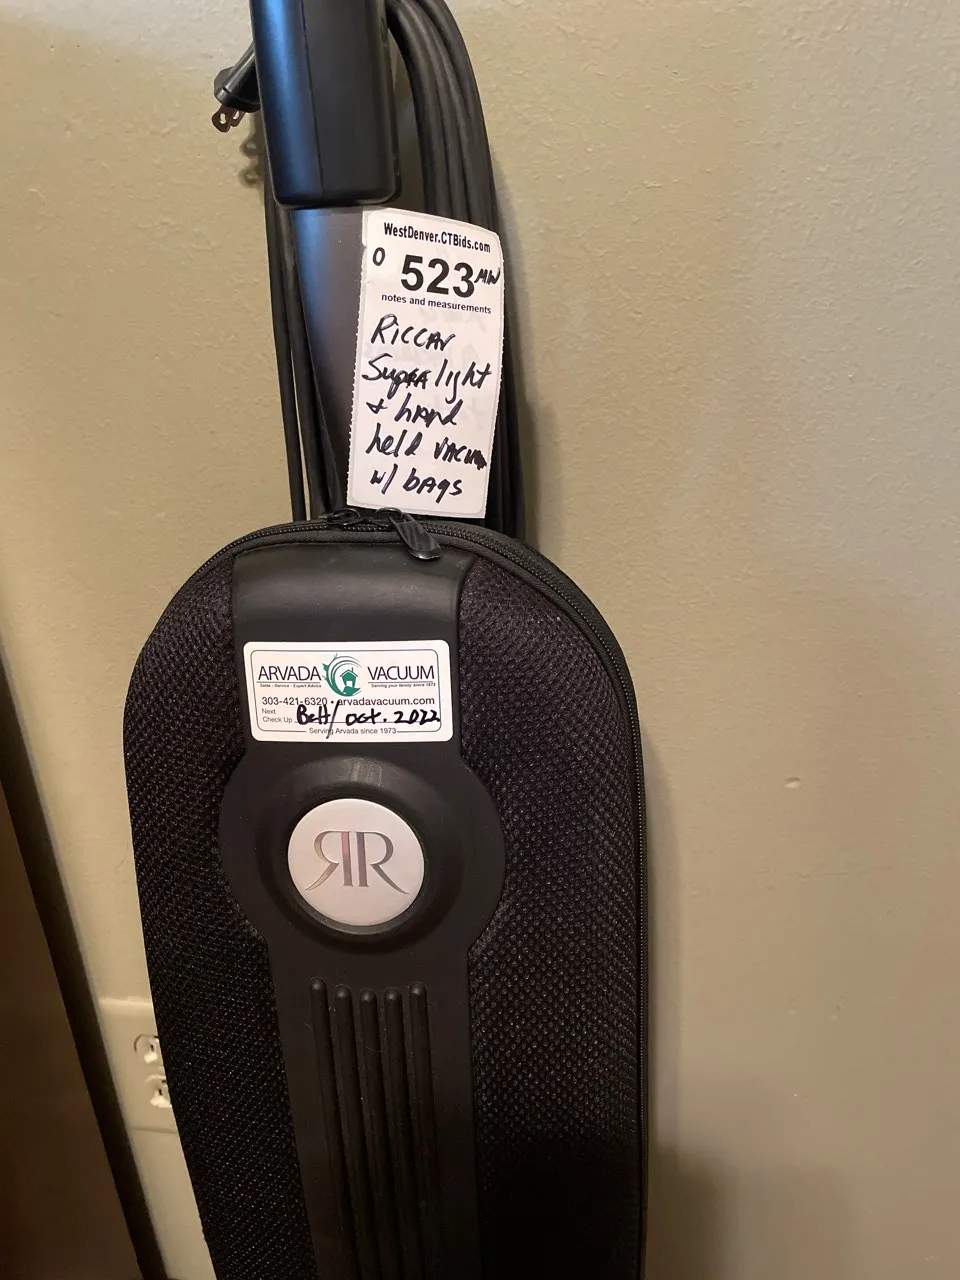 WestDenver.CTBids.com
O 523 MW
notes and measurements
Riccar
Supra light
+ hand
held vacuum
w/ bags
ARVADA VACUUM
Sales - Service - Expert Advice Serving your family since 1973
303-421-6320 • arvadavacuum.com
Next
Check Up Belt/ Oct. 2022
Serving Arvada since 1973
RR